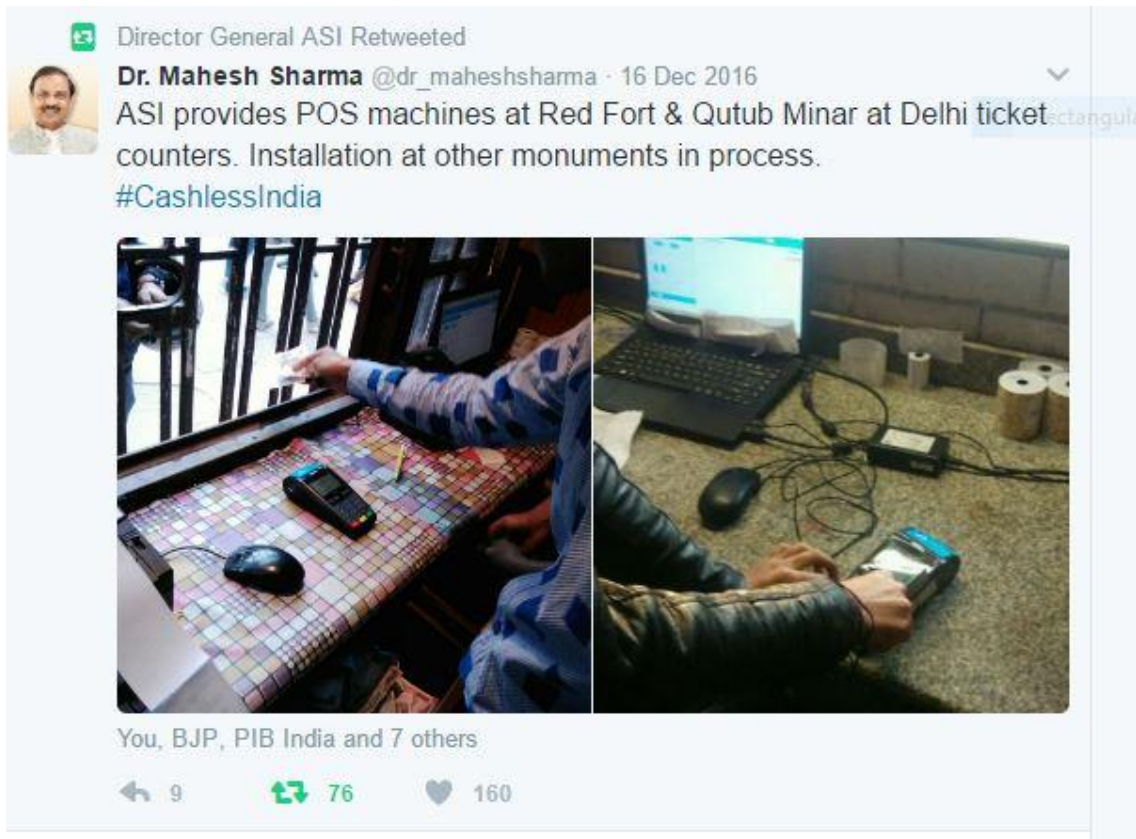 Director General ASI Retweeted
Dr. Mahesh Sharma @dr_maheshsharma · 16 Dec 2016
ASI provides POS machines at Red Fort & Qutub Minar at Delhi ticket
counters. Installation at other monuments in process.
#CashlessIndia
You, BJP, PIB India and 7 others
9 76 160